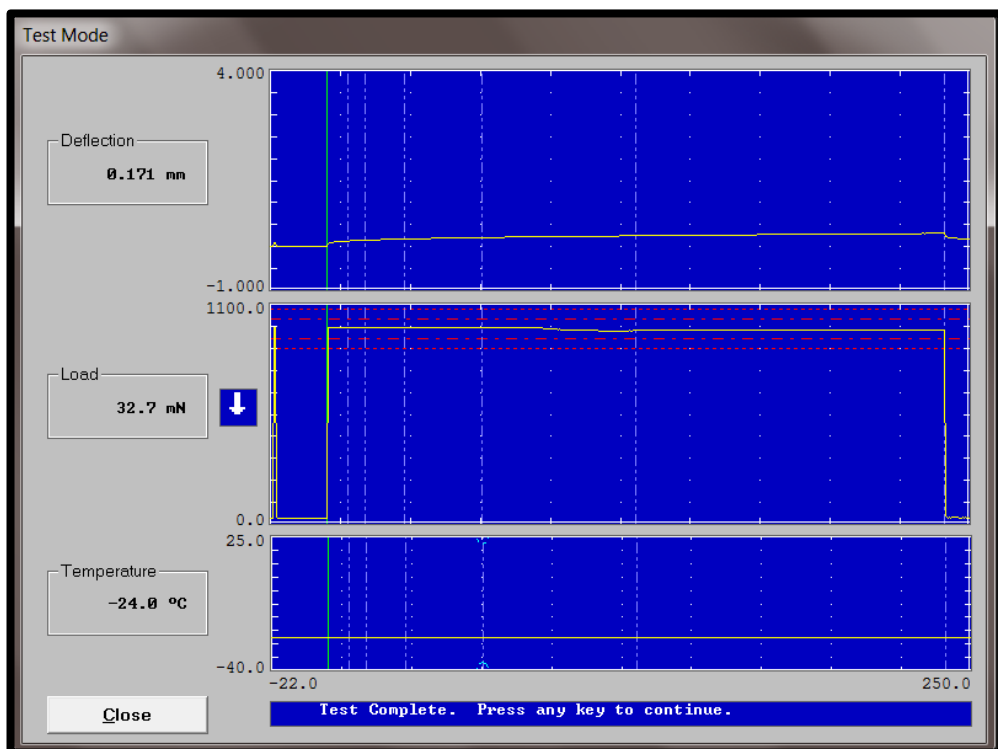 Test Mode
4.000
Deflection
0.171 mm
-1.000
1100.0
Load
32.7 mN
0.0
25.0
Temperature
-24.0 ºC
-40.0
-22.0
250.0
Close
Test Complete. Press any key to continue.